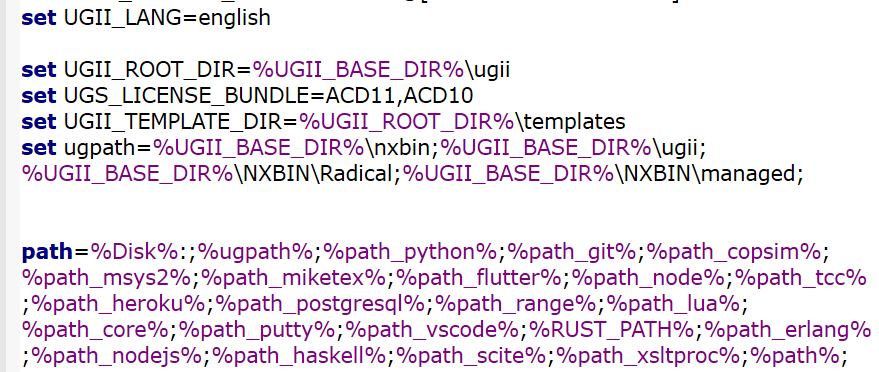 set UGII_LANG=english
set UGII_ROOT_DIR=%UGII_BASE_DIR%\ugii
set UGS_LICENSE_BUNDLE=ACD11,ACD10
set UGII_TEMPLATE_DIR=%UGII_ROOT_DIR%\templates
set ugpath=%UGII_BASE_DIR%\nxbin;%UGII_BASE_DIR%\ugii;
%UGII_BASE_DIR%\NXBIN\Radical;%UGII_BASE_DIR%\NXBIN\managed;
path=%Disk%:;%ugpath%;%path_python%;%path_git%;%path_copsim%;
%path_msys2%;%path_miketex%;%path_flutter%;%path_node%;%path_tcc%
;%path_heroku%;%path_postgresql%;%path_range%;%path_lua%;
%path_core%;%path_putty%;%path_vscode%;%RUST_PATH%;%path_erlang%
;%path_nodejs%;%path_haskell%;%path_scite%;%path_xsltproc%;%path%;